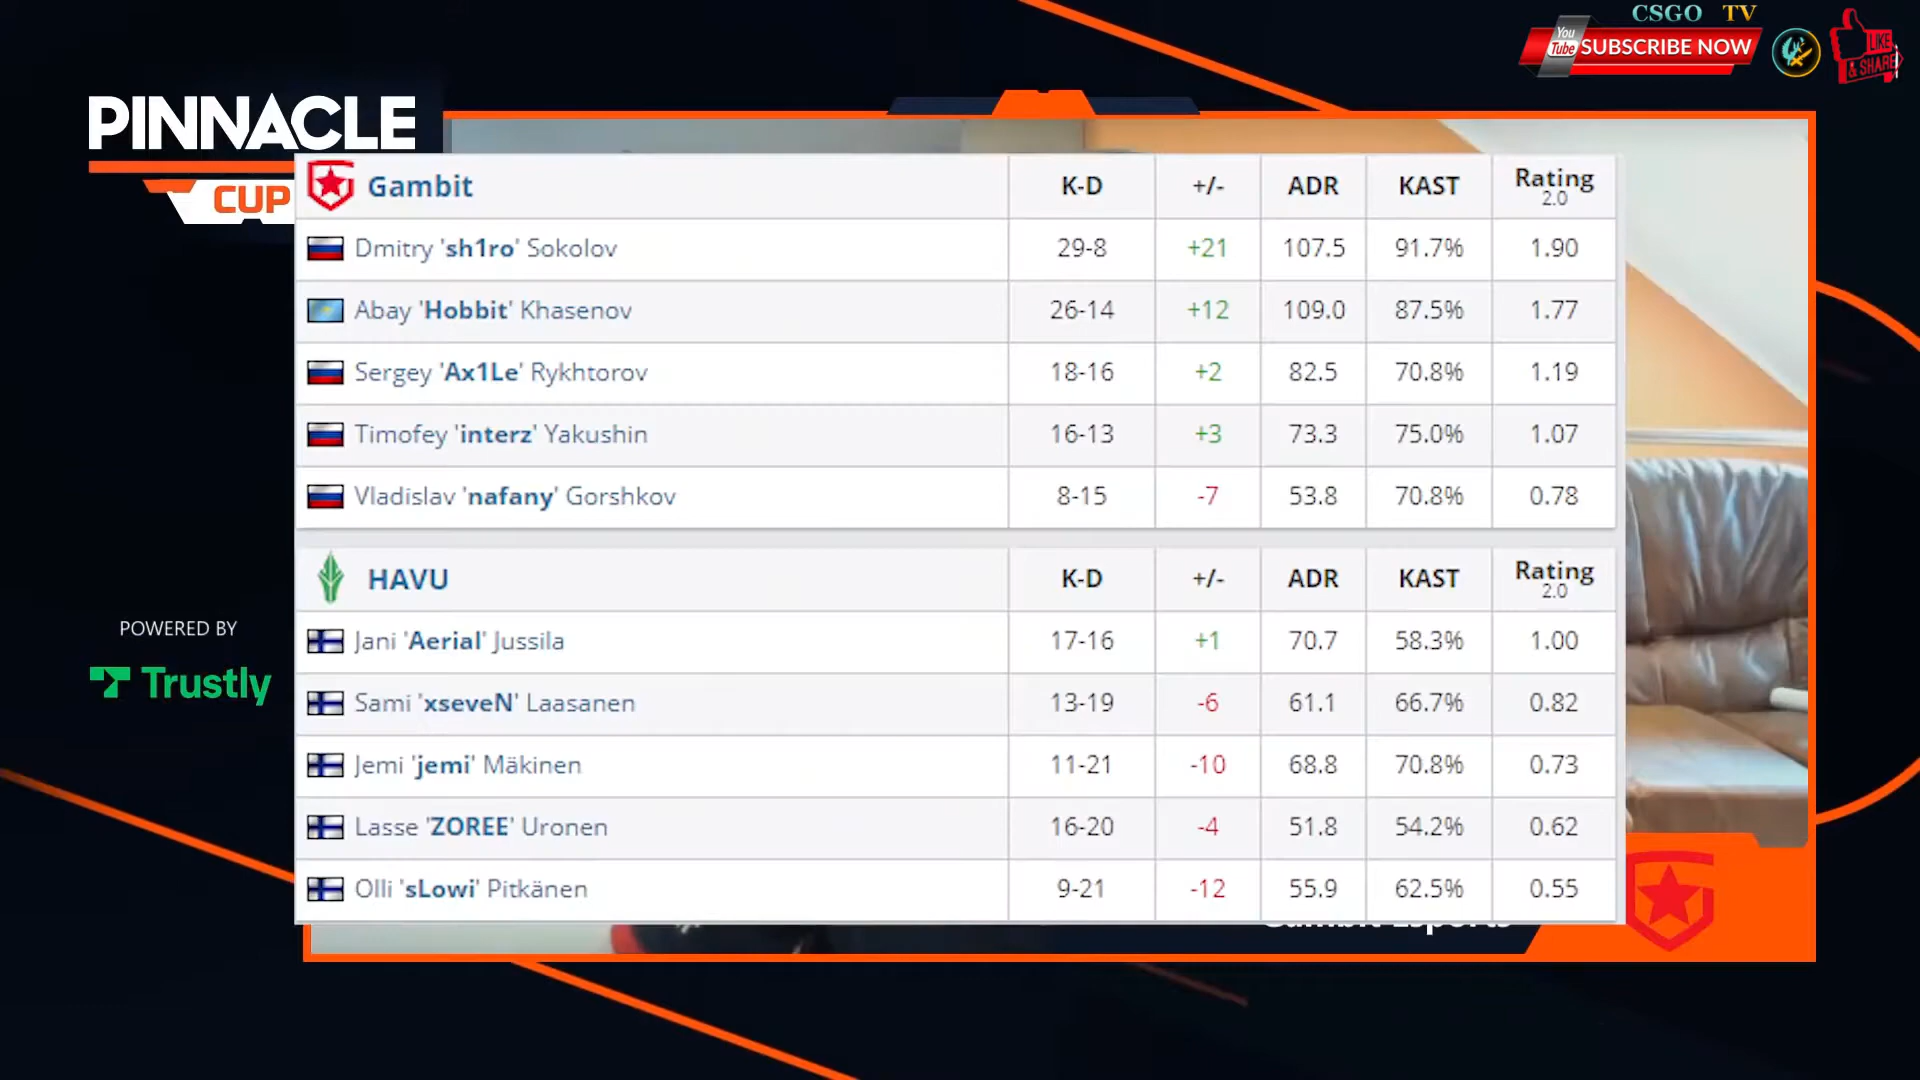 CSGO TV
You Tube SUBSCRIBE NOW
LIKE & SHARE
PINNACLE
CUP
Gambit K-D +/- ADR KAST Rating 2.0
Dmitry 'sh1ro' Sokolov 29-8 +21 107.5 91.7% 1.90
Abay 'Hobbit' Khasenov 26-14 +12 109.0 87.5% 1.77
Sergey 'Ax1Le' Rykhtorov 18-16 +2 82.5 70.8% 1.19
Timofey 'interz' Yakushin 16-13 +3 73.3 75.0% 1.07
Vladislav 'nafany' Gorshkov 8-15 -7 53.8 70.8% 0.78
HAVU K-D +/- ADR KAST Rating 2.0
Jani 'Aerial' Jussila 17-16 +1 70.7 58.3% 1.00
Sami 'xseveN' Laasanen 13-19 -6 61.1 66.7% 0.82
Jemi 'jemi' Mäkinen 11-21 -10 68.8 70.8% 0.73
Lasse 'ZOREE' Uronen 16-20 -4 51.8 54.2% 0.62
Olli 'sLowi' Pitkänen 9-21 -12 55.9 62.5% 0.55
POWERED BY
Trustly